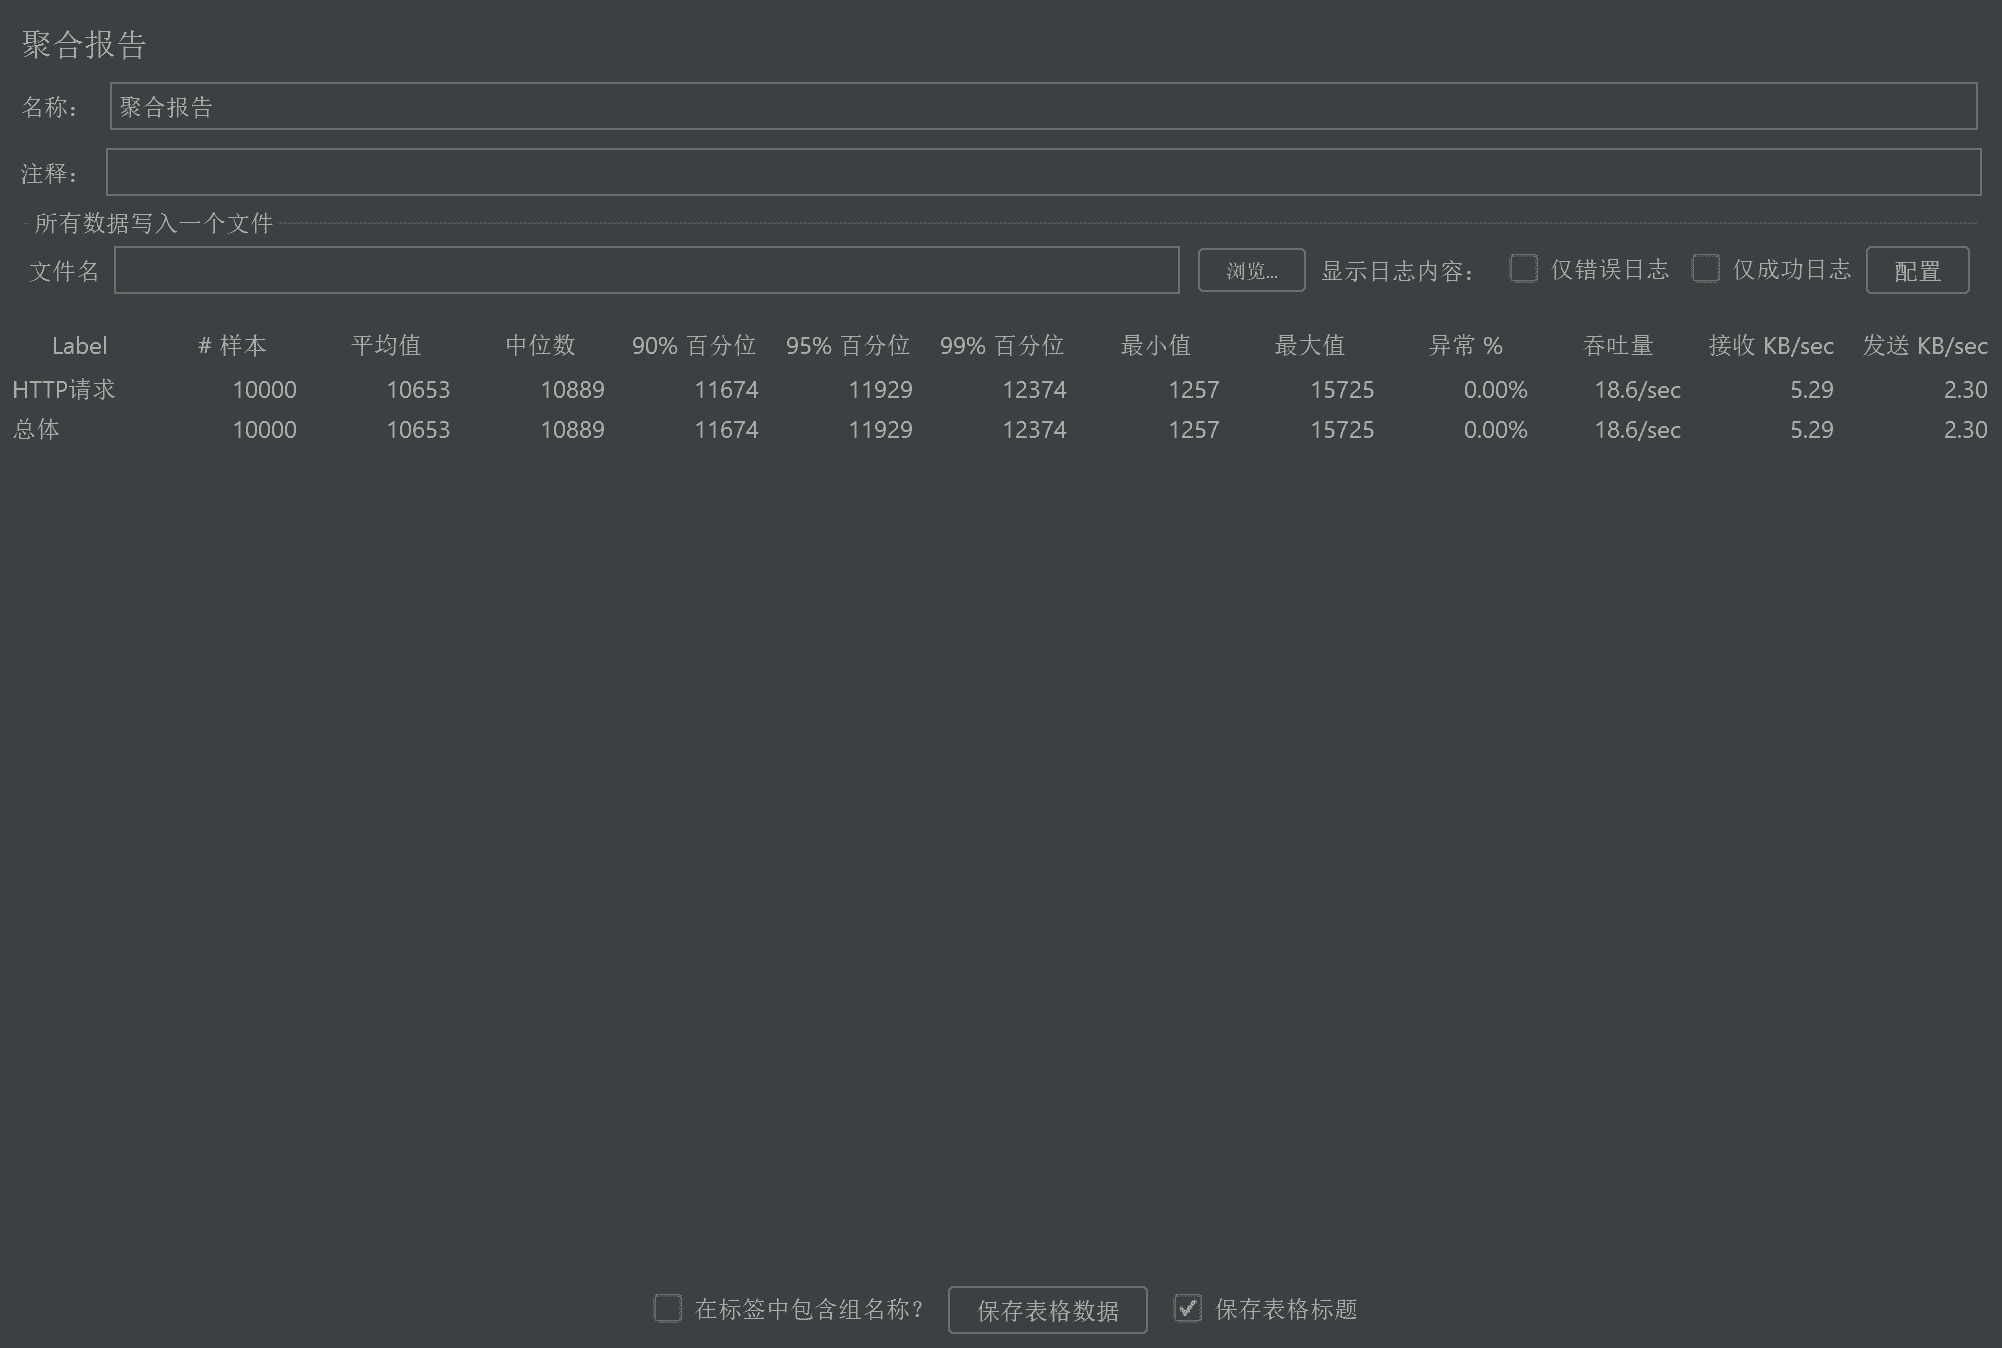 聚合报告
名称： 聚合报告
注释：
所有数据写入一个文件
文件名 浏览... 显示日志内容： 仅错误日志 仅成功日志 配置
Label # 样本 平均值 中位数 90% 百分位 95% 百分位 99% 百分位 最小值 最大值 异常 % 吞吐量 接收 KB/sec 发送 KB/sec
HTTP请求 10000 10653 10889 11674 11929 12374 1257 15725 0.00% 18.6/sec 5.29 2.30
总体 10000 10653 10889 11674 11929 12374 1257 15725 0.00% 18.6/sec 5.29 2.30
在标签中包含组名称？ 保存表格数据 保存表格标题